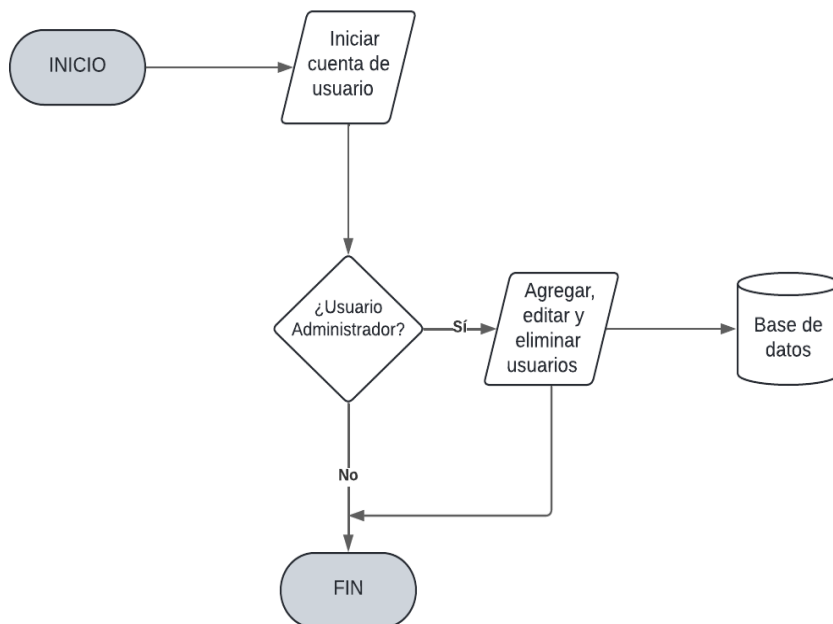 INICIO
Iniciar
cuenta de
usuario
¿Usuario
Administrador?
Sí
Agregar,
editar y
eliminar
usuarios
Base de
datos
No
FIN